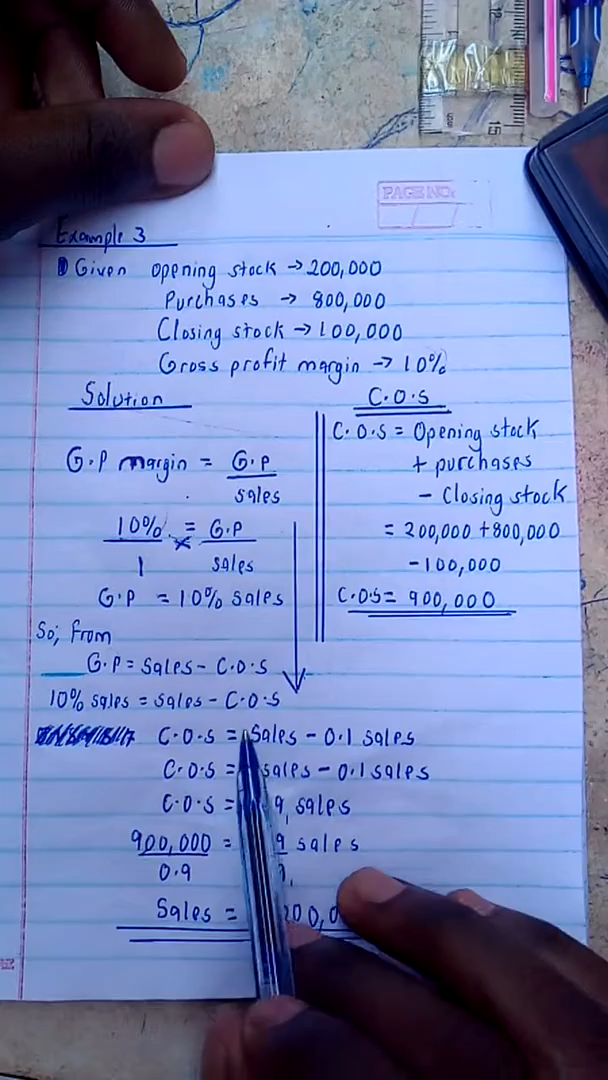 PAGE NO:
Example 3
Given opening stock → 200,000
Purchases → 800,000
Closing stock → 100,000
Gross profit margin → 10%
Solution
G.P margin = G.P
sales
10% = G.P
1 sales
G.P = 10% sales
So; From
G.P = sales - C.O.S
10% sales = sales - C.O.S
C.O.S = sales - 0.1 sales
C.O.S = sales - 0.1 sales
C.O.S = 9 sales
900,000 = 9 sales
0.9
Sales =
C.O.S
C.O.S = Opening stock
+ purchases
- Closing stock
= 200,000 + 800,000
- 100,000
C.O.S = 900,000
15